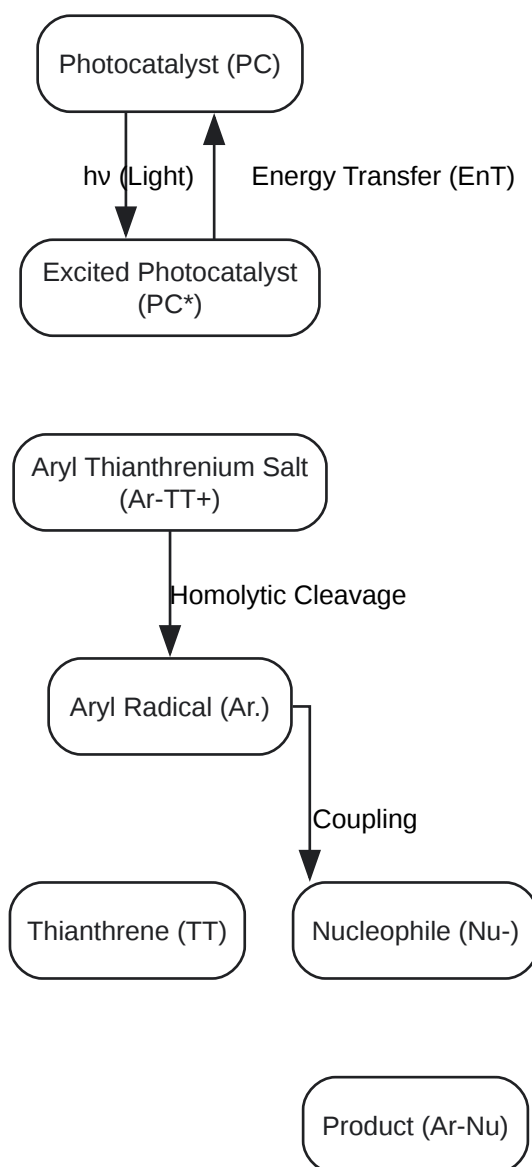 Photocatalyst (PC)
hν (Light)
Energy Transfer (EnT)
Excited Photocatalyst
(PC*)
Aryl Thianthrenium Salt
(Ar-TT+)
Homolytic Cleavage
Aryl Radical (Ar.)
Coupling
Thianthrene (TT)
Nucleophile (Nu-)
Product (Ar-Nu)